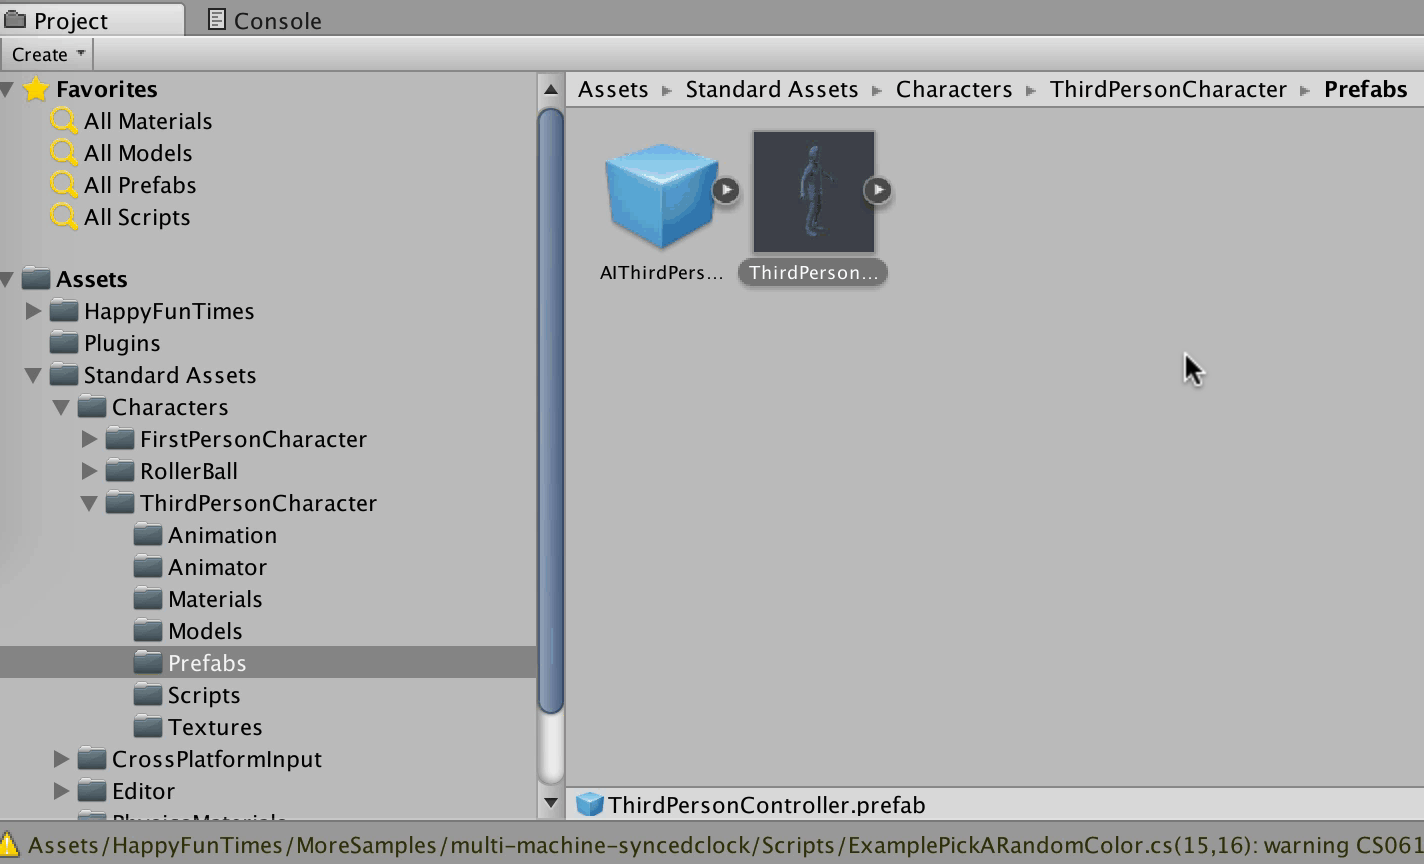 Project Console
Create
Favorites
All Materials
All Models
All Prefabs
All Scripts
Assets
HappyFunTimes
Plugins
Standard Assets
Characters
FirstPersonCharacter
RollerBall
ThirdPersonCharacter
Animation
Animator
Materials
Models
Prefabs
Scripts
Textures
CrossPlatformInput
Editor
PhysicsMaterials
Assets Standard Assets Characters ThirdPersonCharacter Prefabs
AIThirdPers... ThirdPerson...
ThirdPersonController.prefab
Assets/HappyFunTimes/MoreSamples/multi-machine-syncedclock/Scripts/ExamplePickARandomColor.cs(15,16): warning CS061